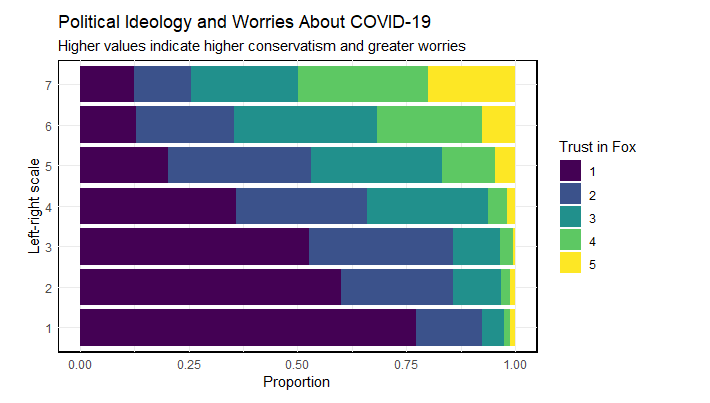 Political Ideology and Worries About COVID-19
Higher values indicate higher conservatism and greater worries
Left-right scale
7
6
5
4
3
2
1
0.00 0.25 0.50 0.75 1.00
Proportion
Trust in Fox
1
2
3
4
5